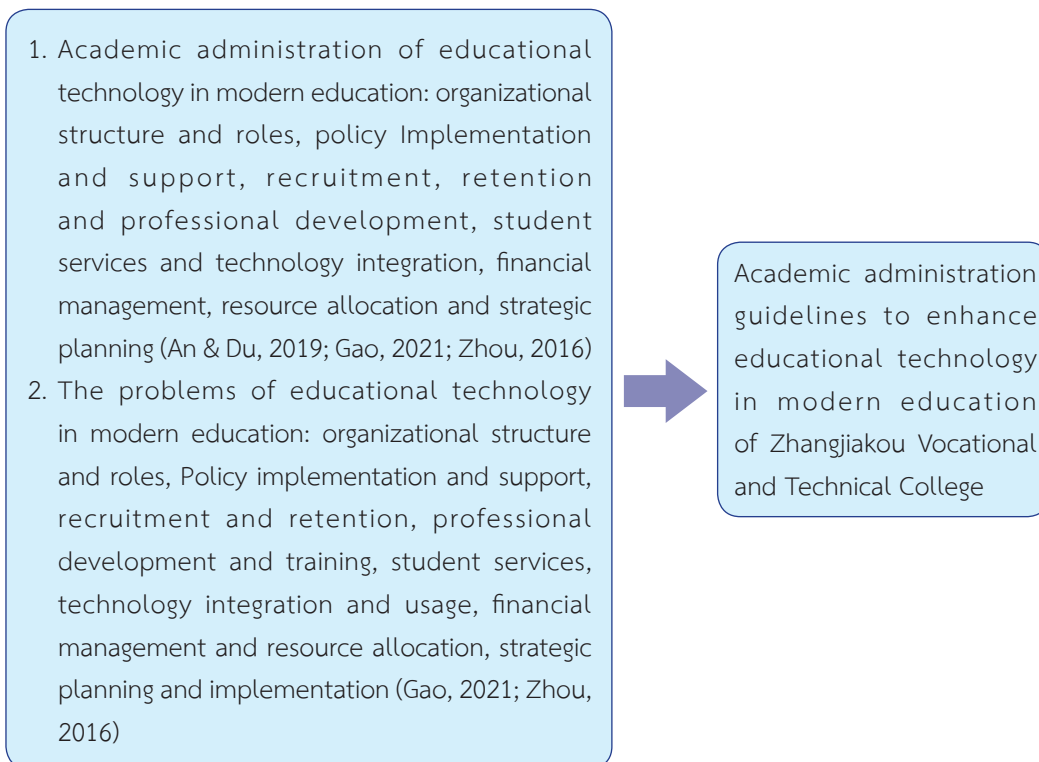 1. Academic administration of educational
technology in modern education: organizational
structure and roles, policy Implementation
and support, recruitment, retention
and professional development, student
services and technology integration, financial
management, resource allocation and strategic
planning (An & Du, 2019; Gao, 2021; Zhou, 2016)
2. The problems of educational technology
in modern education: organizational structure
and roles, Policy implementation and support,
recruitment and retention, professional
development and training, student services,
technology integration and usage, financial
management and resource allocation, strategic
planning and implementation (Gao, 2021; Zhou,
2016)
Academic administration
guidelines to enhance
educational technology
in modern education
of Zhangjiakou Vocational
and Technical College